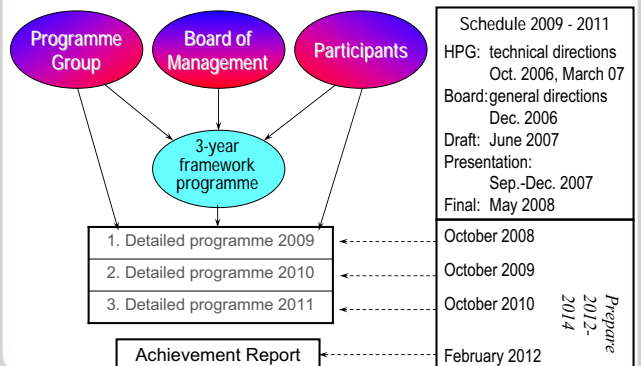 Programme
Group
Board of
Management
Participants
3-year
framework
programme
1. Detailed programme 2009
2. Detailed programme 2010
3. Detailed programme 2011
Achievement Report
Schedule 2009 - 2011
HPG: technical directions
Oct. 2006, March 07
Board:general directions
Dec. 2006
Draft: June 2007
Presentation:
Sep.-Dec. 2007
Final: May 2008
October 2008
October 2009
October 2010
February 2012
Prepare
2012-
2014